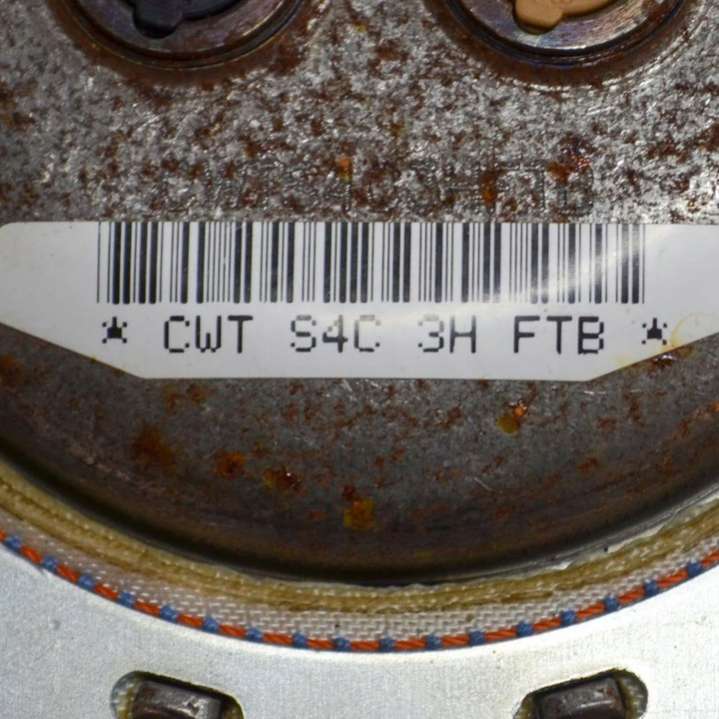 * CWT S4C 3H FTB *